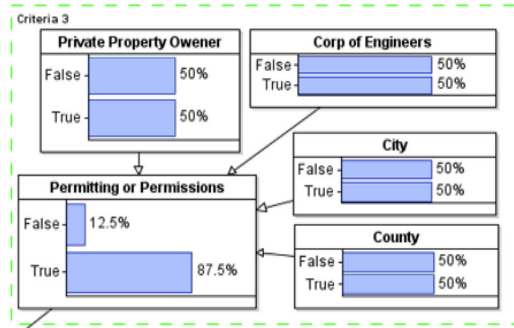 Criteria 3
Private Property Owener
False
50%
True
50%
Corp of Engineers
False
50%
True
50%
City
False
50%
True
50%
Permitting or Permissions
False
12.5%
True
87.5%
County
False
50%
True
50%